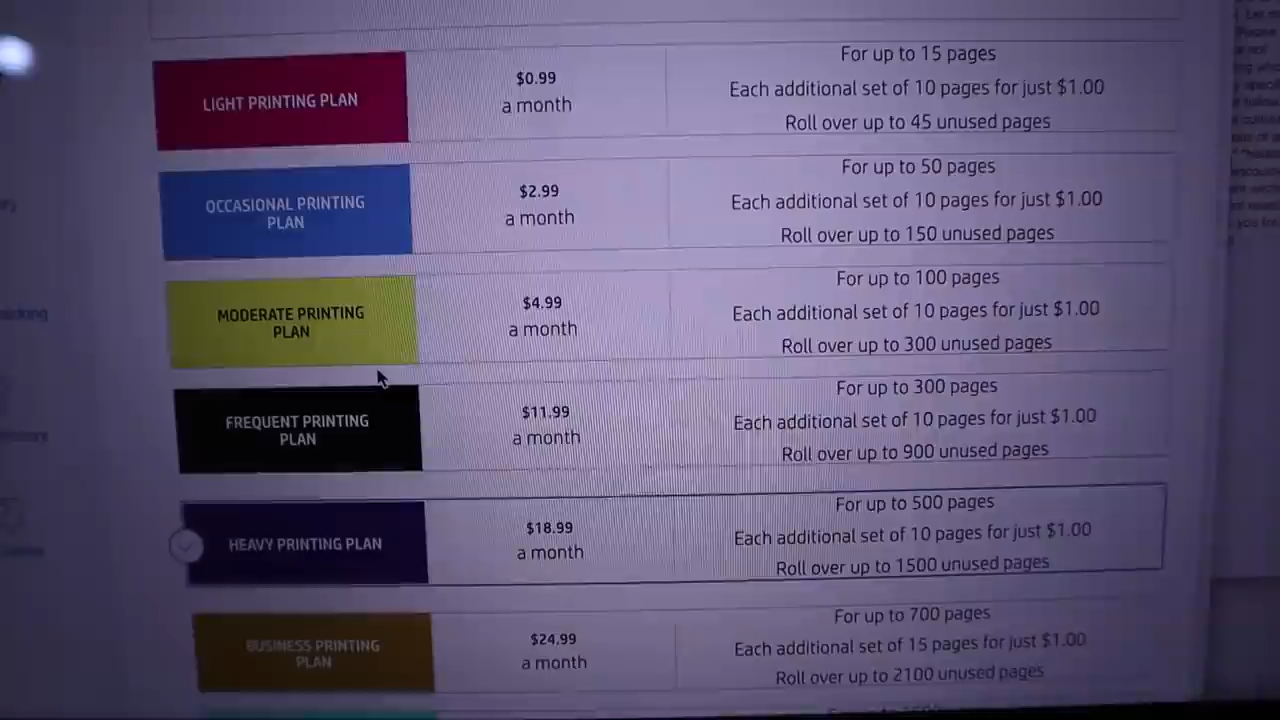 LIGHT PRINTING PLAN
$0.99
a month
For up to 15 pages
Each additional set of 10 pages for just $1.00
Roll over up to 45 unused pages
OCCASIONAL PRINTING
PLAN
$2.99
a month
For up to 50 pages
Each additional set of 10 pages for just $1.00
Roll over up to 150 unused pages
MODERATE PRINTING
PLAN
$4.99
a month
For up to 100 pages
Each additional set of 10 pages for just $1.00
Roll over up to 300 unused pages
FREQUENT PRINTING
PLAN
$11.99
a month
For up to 300 pages
Each additional set of 10 pages for just $1.00
Roll over up to 900 unused pages
HEAVY PRINTING PLAN
$18.99
a month
For up to 500 pages
Each additional set of 10 pages for just $1.00
Roll over up to 1500 unused pages
BUSINESS PRINTING
PLAN
$24.99
a month
For up to 700 pages
Each additional set of 15 pages for just $1.00
Roll over up to 2100 unused pages